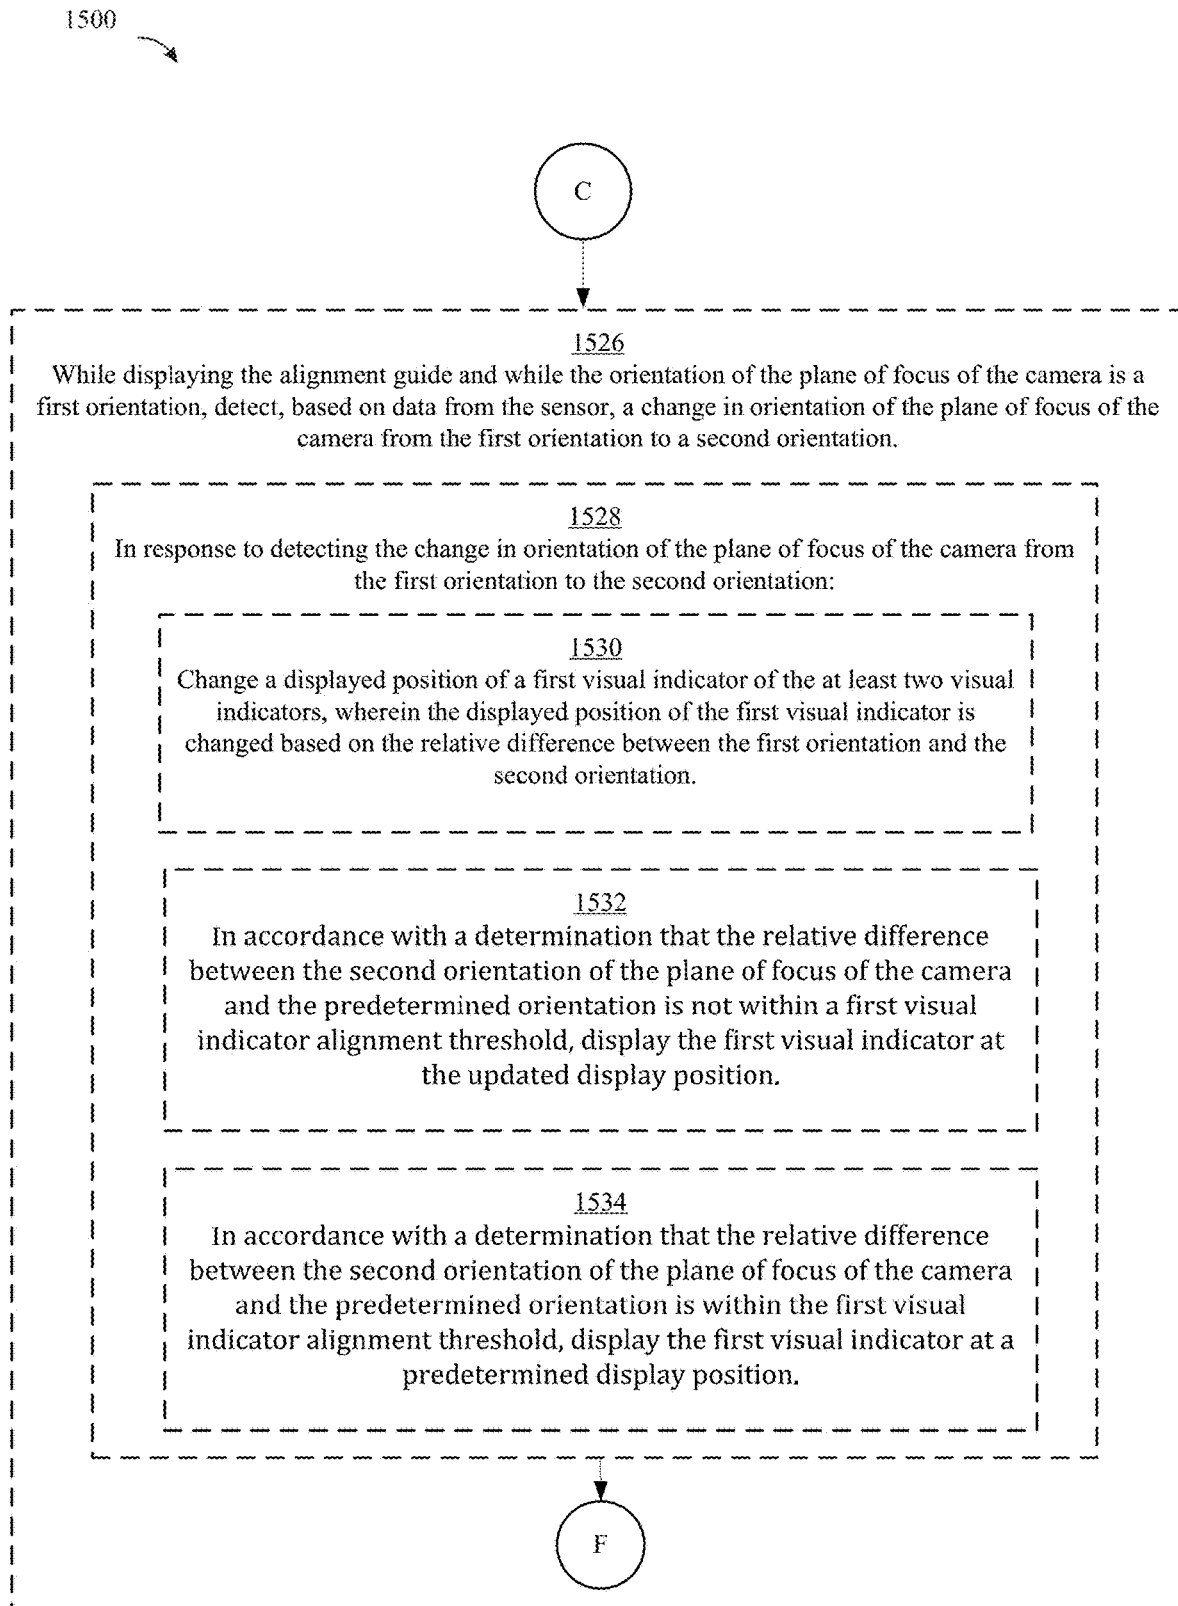 1500
C
1526
While displaying the alignment guide and while the orientation of the plane of focus of the camera is a
first orientation, detect, based on data from the sensor, a change in orientation of the plane of focus of the
camera from the first orientation to a second orientation.
1528
In response to detecting the change in orientation of the plane of focus of the camera from
the first orientation to the second orientation:
1530
Change a displayed position of a first visual indicator of the at least two visual
indicators, wherein the displayed position of the first visual indicator is
changed based on the relative difference between the first orientation and the
second orientation.
1532
In accordance with a determination that the relative difference
between the second orientation of the plane of focus of the camera
and the predetermined orientation is not within a first visual
indicator alignment threshold, display the first visual indicator at
the updated display position.
1534
In accordance with a determination that the relative difference
between the second orientation of the plane of focus of the camera
and the predetermined orientation is within the first visual
indicator alignment threshold, display the first visual indicator at a
predetermined display position.
F